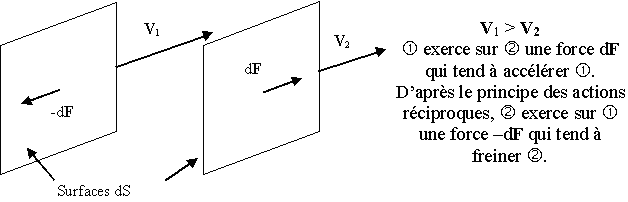 V1
V2
dF
-dF
Surfaces dS
V1 > V2
① exerce sur ② une force dF
qui tend à accélérer ①.
D’après le principe des actions
réciproques, ② exerce sur ①
une force –dF qui tend à
freiner ②.